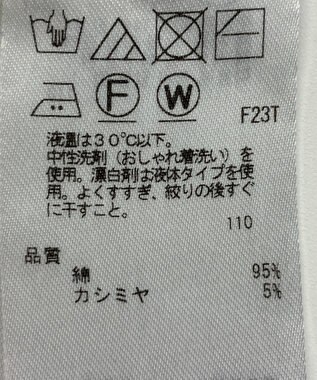 F
W
F23T
液温は30℃以下。
中性洗剤（おしゃれ着洗い）を
使用。漂白剤は液体タイプを使
用。よくすすぎ、絞りの後すぐ
に干すこと。
110
品質
綿 95%
カシミヤ 5%